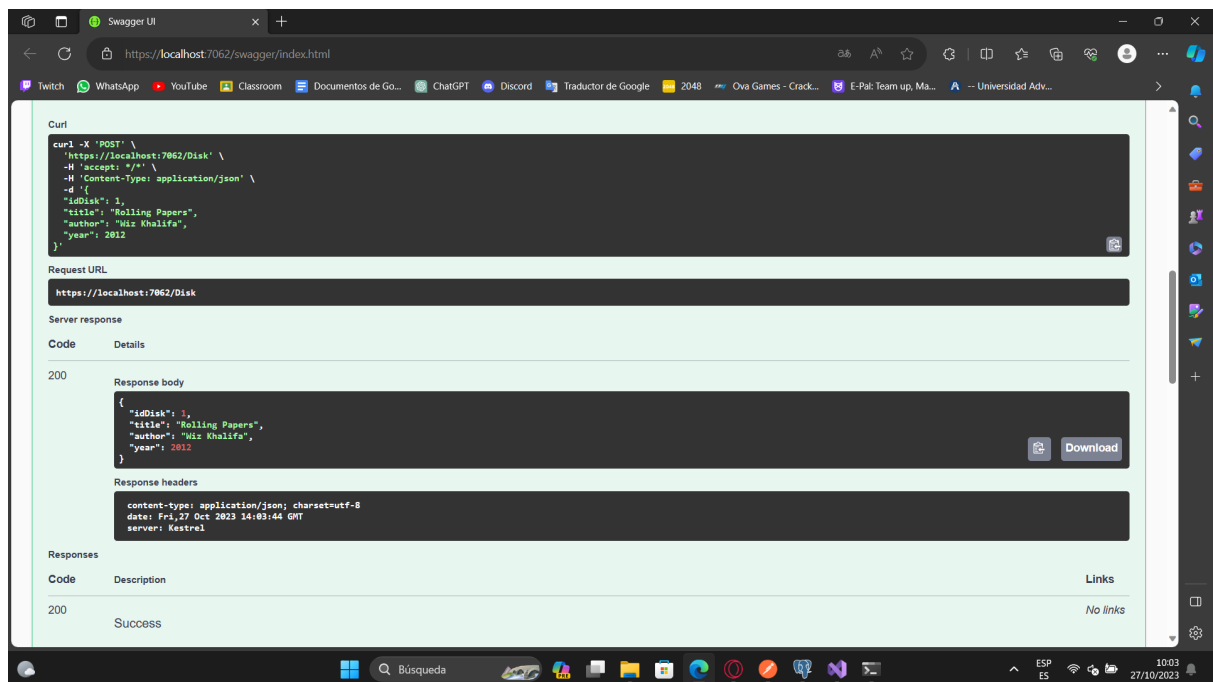 Swagger UI
https://localhost:7062/swagger/index.html
Twitch WhatsApp YouTube Classroom Documentos de Go... ChatGPT Discord Traductor de Google 2048 Ova Games - Crack... E-Pal: Team up, Ma... -- Universidad Adv...
Curl
curl -X 'POST' \
'https://localhost:7062/Disk' \
-H 'accept: */*' \
-H 'Content-Type: application/json' \
-d '{
"idDisk": 1,
"title": "Rolling Papers",
"author": "Wiz Khalifa",
"year": 2012
}'
Request URL
https://localhost:7062/Disk
Server response
Code Details
200
Response body
{
"idDisk": 1,
"title": "Rolling Papers",
"author": "Wiz Khalifa",
"year": 2012
}
Download
Response headers
content-type: application/json; charset=utf-8
date: Fri,27 Oct 2023 14:03:44 GMT
server: Kestrel
Responses
Code Description Links
200 Success No links
Búsqueda
ESP
ES
10:03
27/10/2023